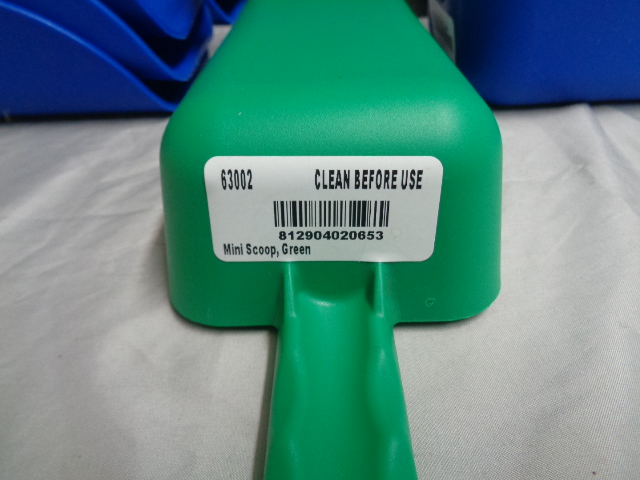 63002 CLEAN BEFORE USE
812904020653
Mini Scoop, Green